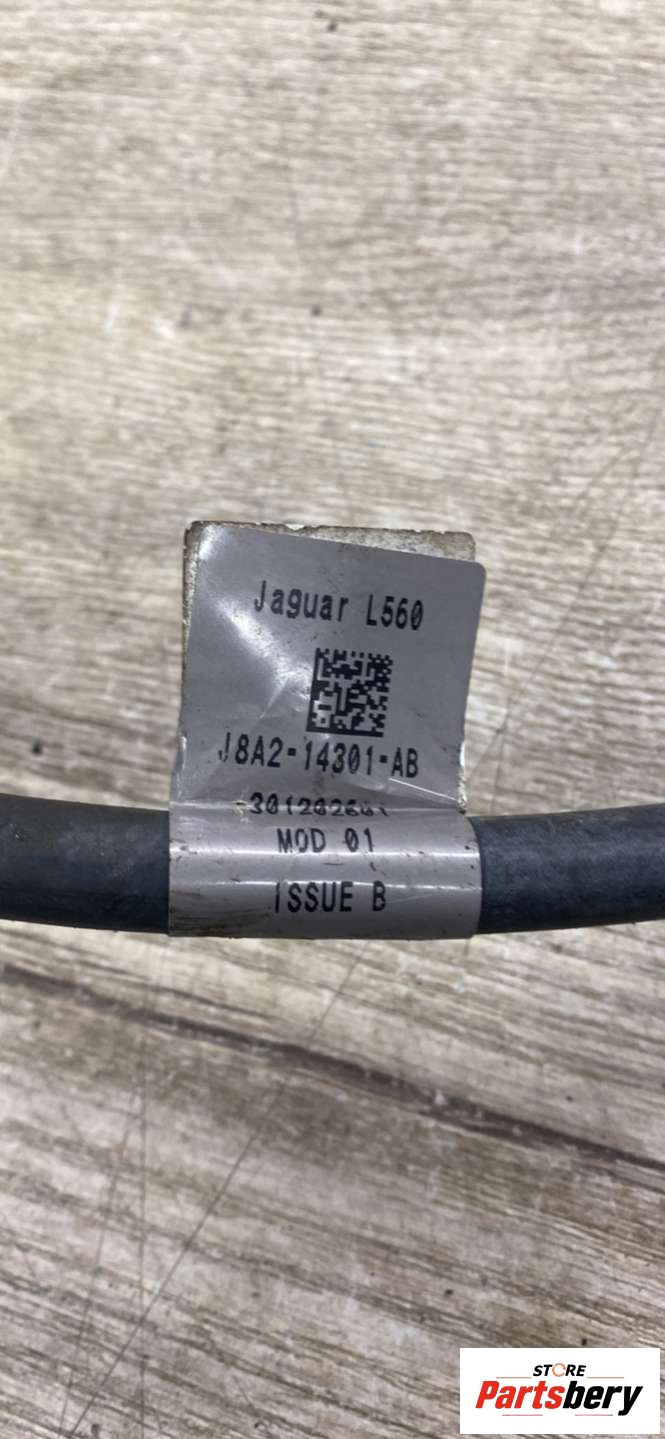 Jaguar L560
J8A2-14301-AB
MOD 01
ISSUE B
STORE
Partsbery